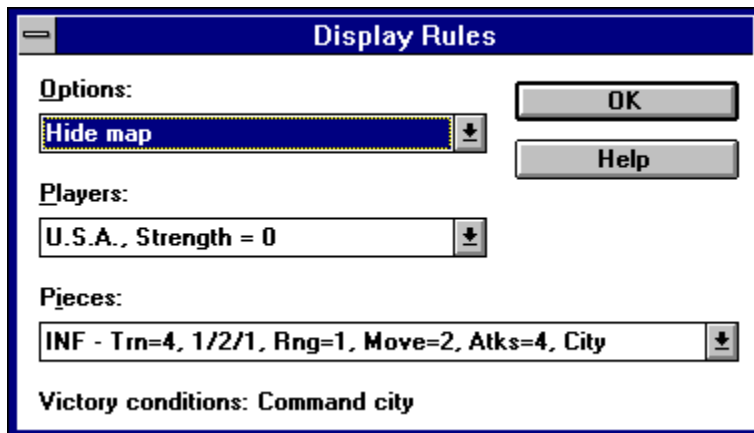 Display Rules
Options:
OK
Hide map
Help
Players:
U.S.A., Strength = 0
Pieces:
INF - Trn=4, 1/2/1, Rng=1, Move=2, Atks=4, City
Victory conditions: Command city